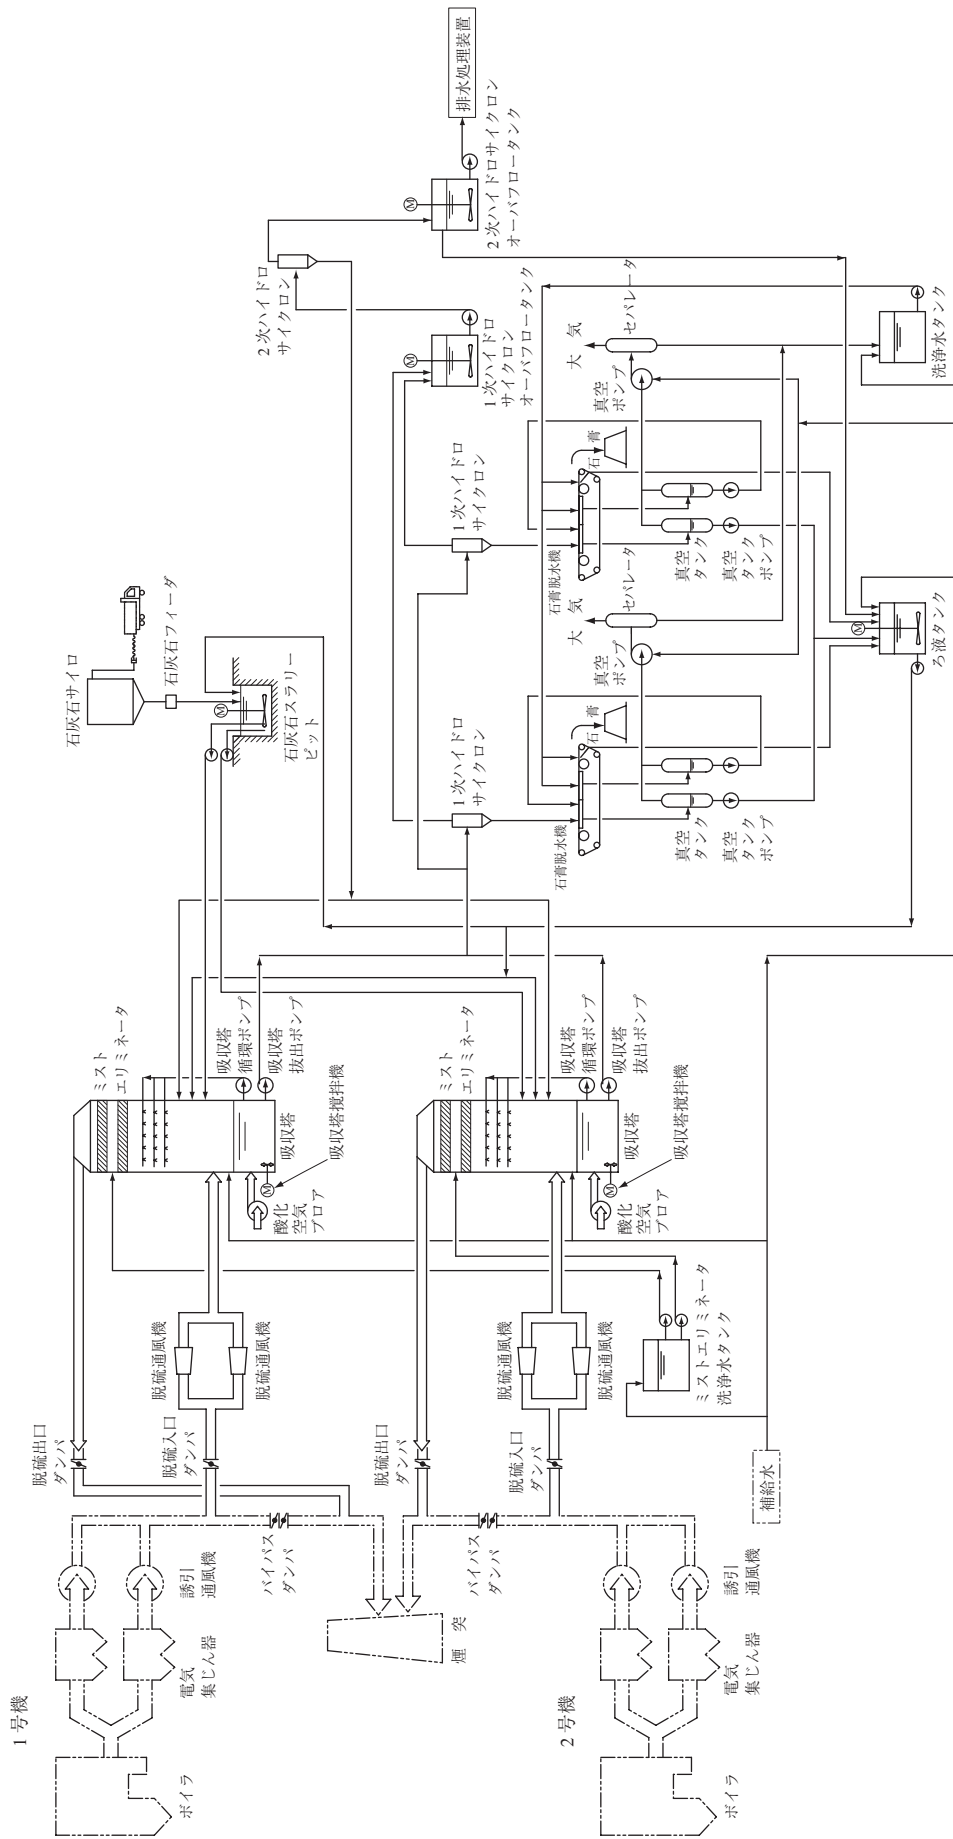 1号機
ボイラ
電気
集じん器
誘引
通風機
バイパス
ダンパ
脱硫出口
ダンパ
脱硫入口
ダンパ
脱硫通風機
脱硫通風機
ミスト
エリミネータ
吸収塔
循環ポンプ
吸収塔
抜出ポンプ
酸化
空気
ブロア
吸収塔
吸収塔攪拌機
M
石灰石サイロ
石灰石フィーダ
M
石灰石スラリー
ピット
2次ハイドロ
サイクロン
M
1次ハイドロ
サイクロン
オーバフロータンク
M
2次ハイドロサイクロン
オーバフロータンク
排水処理装置
煙突
2号機
ボイラ
電気
集じん器
誘引
通風機
バイパス
ダンパ
脱硫出口
ダンパ
脱硫入口
ダンパ
脱硫通風機
脱硫通風機
ミスト
エリミネータ
吸収塔
循環ポンプ
吸収塔
抜出ポンプ
酸化
空気
ブロア
吸収塔
吸収塔攪拌機
M
ミストエリミネータ
洗浄水タンク
補給水
1次ハイドロ
サイクロン
石膏脱水機
石膏
真空
タンク
真空
タンク
ポンプ
真空
ポンプ
大気
セパレータ
1次ハイドロ
サイクロン
石膏脱水機
石膏
真空
タンク
真空
タンク
ポンプ
真空
ポンプ
大気
セパレータ
M
ろ液タンク
洗浄水タンク